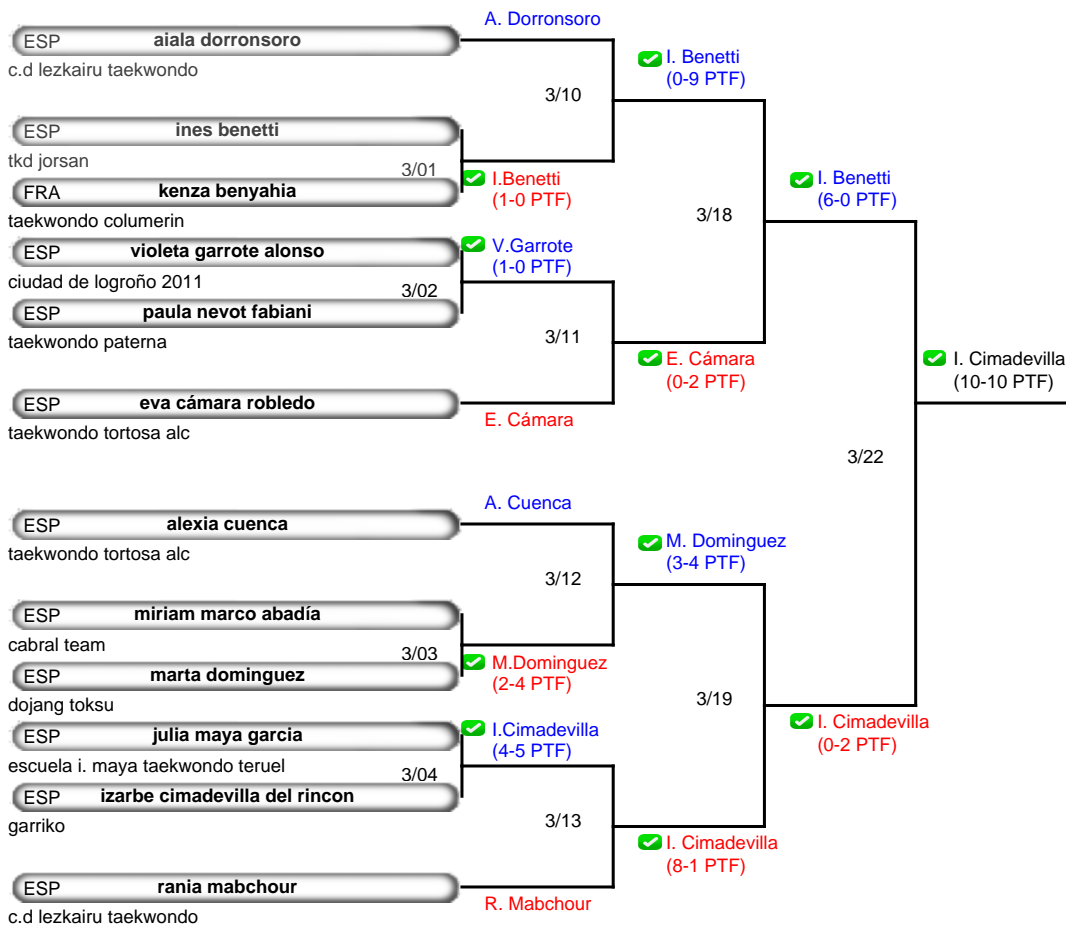 A. Dorronsoro
ESP aiala dorronsoro
c.d lezkairu taekwondo
I. Benetti
(0-9 PTF)
3/10
ESP ines benetti
tkd jorsan
3/01
I.Benetti
(1-0 PTF)
FRA kenza benyahia
taekwondo columerin
I. Benetti
(6-0 PTF)
3/18
ESP violeta garrote alonso
ciudad de logroño 2011
V.Garrote
(1-0 PTF)
3/02
ESP paula nevot fabiani
taekwondo paterna
3/11
E. Cámara
(0-2 PTF)
ESP eva cámara robledo
taekwondo tortosa alc
E. Cámara
I. Cimadevilla
(10-10 PTF)
3/22
A. Cuenca
ESP alexia cuenca
taekwondo tortosa alc
M. Dominguez
(3-4 PTF)
3/12
ESP miriam marco abadía
cabral team
3/03
M.Dominguez
(2-4 PTF)
ESP marta dominguez
dojang toksu
3/19
I. Cimadevilla
(0-2 PTF)
ESP julia maya garcia
escuela i. maya taekwondo teruel
I.Cimadevilla
(4-5 PTF)
3/04
ESP izarbe cimadevilla del rincon
garriko
3/13
I. Cimadevilla
(8-1 PTF)
ESP rania mabchour
c.d lezkairu taekwondo
R. Mabchour